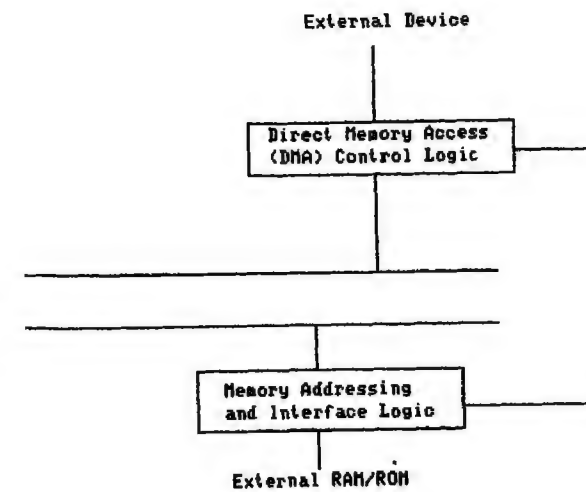 External Device
Direct Memory Access
(DMA) Control Logic
Memory Addressing
and Interface Logic
External RAM/ROM